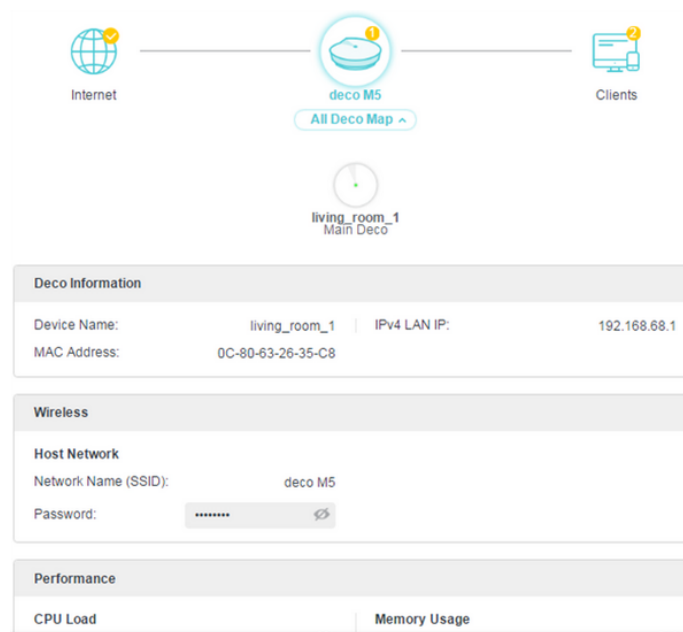 1
2
Internet
deco M5
Clients
All Deco Map
living_room_1
Main Deco
Deco Information
Device Name: living_room_1 IPv4 LAN IP: 192.168.68.1
MAC Address: 0C-80-63-26-35-C8
Wireless
Host Network
Network Name (SSID): deco M5
Password: ••••••••
Performance
CPU Load Memory Usage